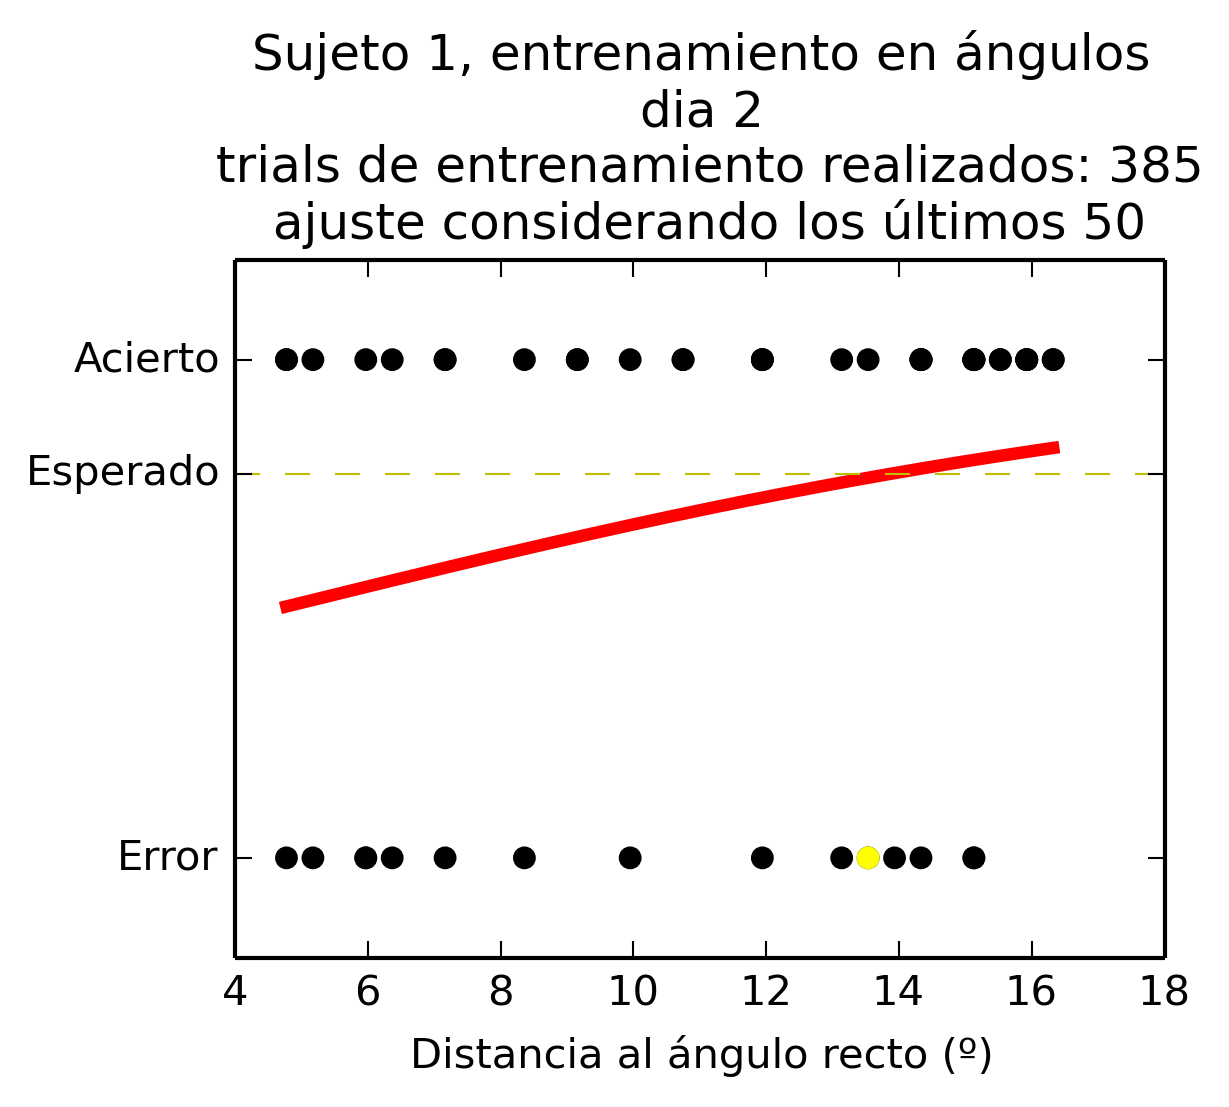 Sujeto 1, entrenamiento en ángulos
dia 2
trials de entrenamiento realizados: 385
ajuste considerando los últimos 50
Acierto
Esperado
Error
4 6 8 10 12 14 16 18
Distancia al ángulo recto (º)